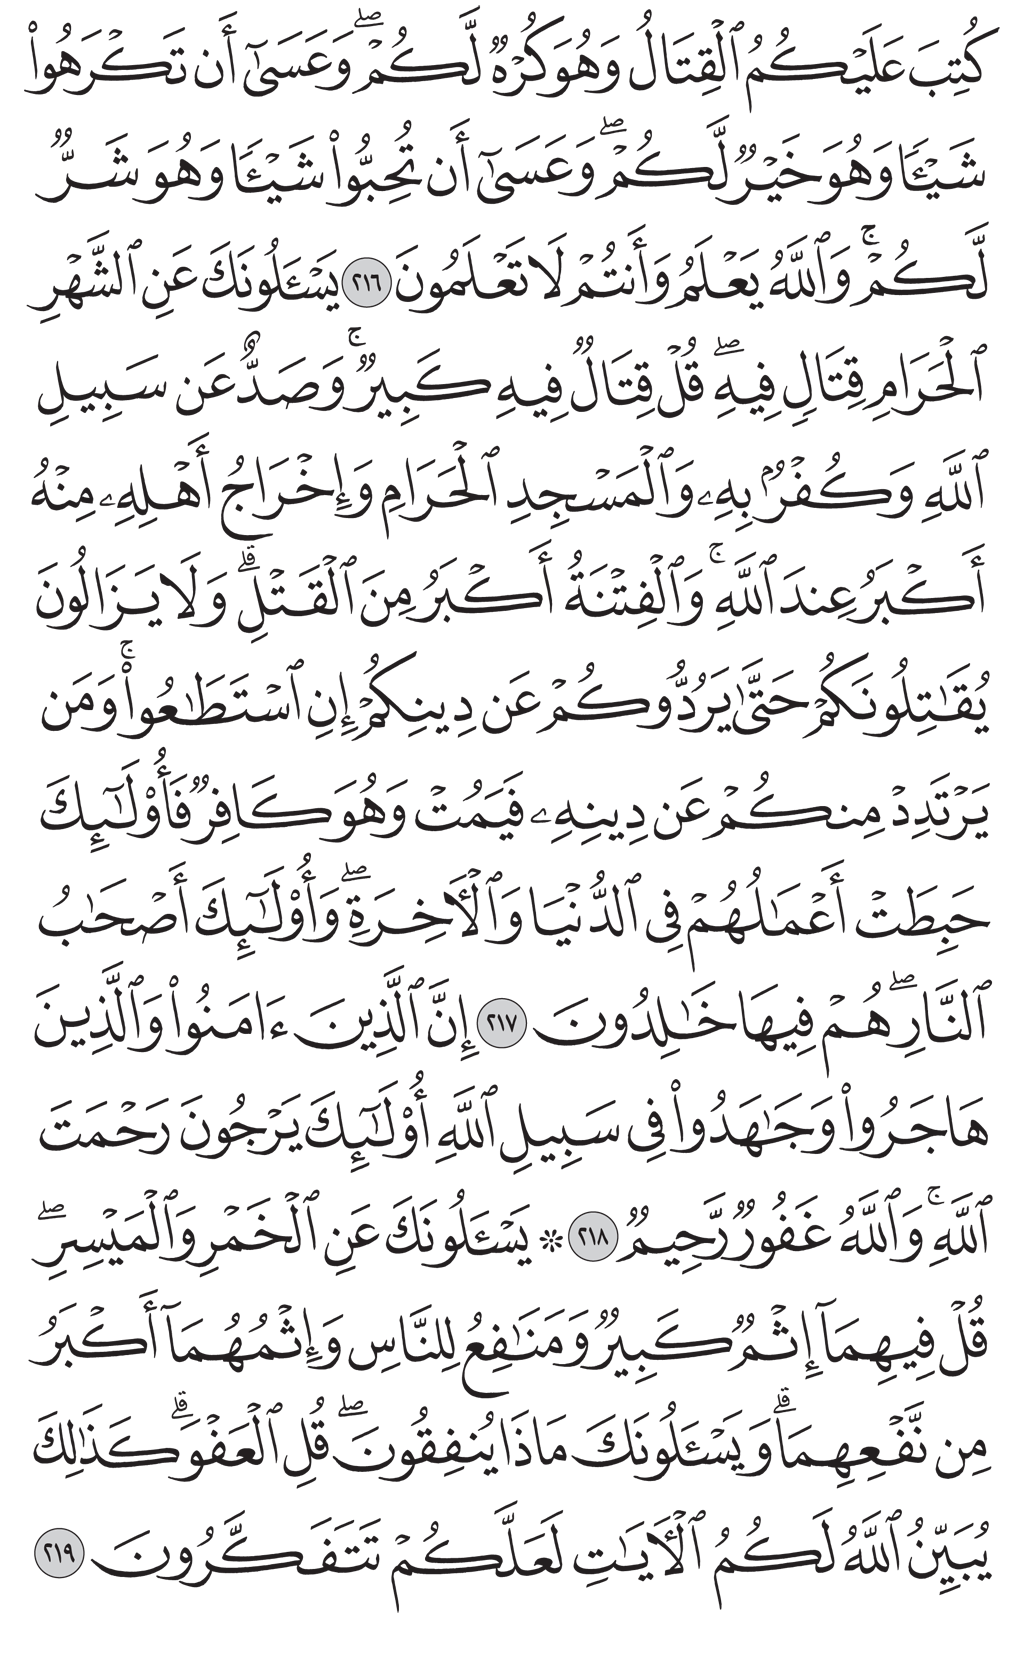 كُتِبَ عَلَيۡكُمُ ٱلۡقِتَالُ وَهُوَ كُرۡهٞ لَّكُمۡۖ وَعَسَىٰٓ أَن تَكۡرَهُواْ
شَيۡـٔٗا وَهُوَ خَيۡرٞ لَّكُمۡۖ وَعَسَىٰٓ أَن تُحِبُّواْ شَيۡـٔٗا وَهُوَ شَرّٞ
لَّكُمۡۚ وَٱللَّهُ يَعۡلَمُ وَأَنتُمۡ لَا تَعۡلَمُونَ ٢١٦ يَسۡـَٔلُونَكَ عَنِ ٱلشَّهۡرِ
ٱلۡحَرَامِ قِتَالٖ فِيهِۖ قُلۡ قِتَالٞ فِيهِ كَبِيرٞۚ وَصَدٌّ عَن سَبِيلِ
ٱللَّهِ وَكُفۡرُۢ بِهِۦ وَٱلۡمَسۡجِدِ ٱلۡحَرَامِ وَإِخۡرَاجُ أَهۡلِهِۦ مِنۡهُ
أَكۡبَرُ عِندَ ٱللَّهِۚ وَٱلۡفِتۡنَةُ أَكۡبَرُ مِنَ ٱلۡقَتۡلِۗ وَلَا يَزَالُونَ
يُقَٰتِلُونَكُمۡ حَتَّىٰ يَرُدُّوكُمۡ عَن دِينِكُمۡ إِنِ ٱسۡتَطَٰعُواْۚ وَمَن
يَرۡتَدِدۡ مِنكُمۡ عَن دِينِهِۦ فَيَمُتۡ وَهُوَ كَافِرٞ فَأُوْلَٰٓئِكَ
حَبِطَتۡ أَعۡمَٰلُهُمۡ فِي ٱلدُّنۡيَا وَٱلۡأٓخِرَةِۖ وَأُوْلَٰٓئِكَ أَصۡحَٰبُ
ٱلنَّارِۖ هُمۡ فِيهَا خَٰلِدُونَ ٢١٧ إِنَّ ٱلَّذِينَ ءَامَنُواْ وَٱلَّذِينَ
هَاجَرُواْ وَجَٰهَدُواْ فِي سَبِيلِ ٱللَّهِ أُوْلَٰٓئِكَ يَرۡجُونَ رَحۡمَتَ
ٱللَّهِۚ وَٱللَّهُ غَفُورٞ رَّحِيمٞ ٢١٨ ۞ يَسۡـَٔلُونَكَ عَنِ ٱلۡخَمۡرِ وَٱلۡمَيۡسِرِۖ
قُلۡ فِيهِمَآ إِثۡمٞ كَبِيرٞ وَمَنَٰفِعُ لِلنَّاسِ وَإِثۡمُهُمَآ أَكۡبَرُ
مِن نَّفۡعِهِمَاۗ وَيَسۡـَٔلُونَكَ مَاذَا يُنفِقُونَۖ قُلِ ٱلۡعَفۡوَۗ كَذَٰلِكَ
يُبَيِّنُ ٱللَّهُ لَكُمُ ٱلۡأٓيَٰتِ لَعَلَّكُمۡ تَتَفَكَّرُونَ ٢١٩